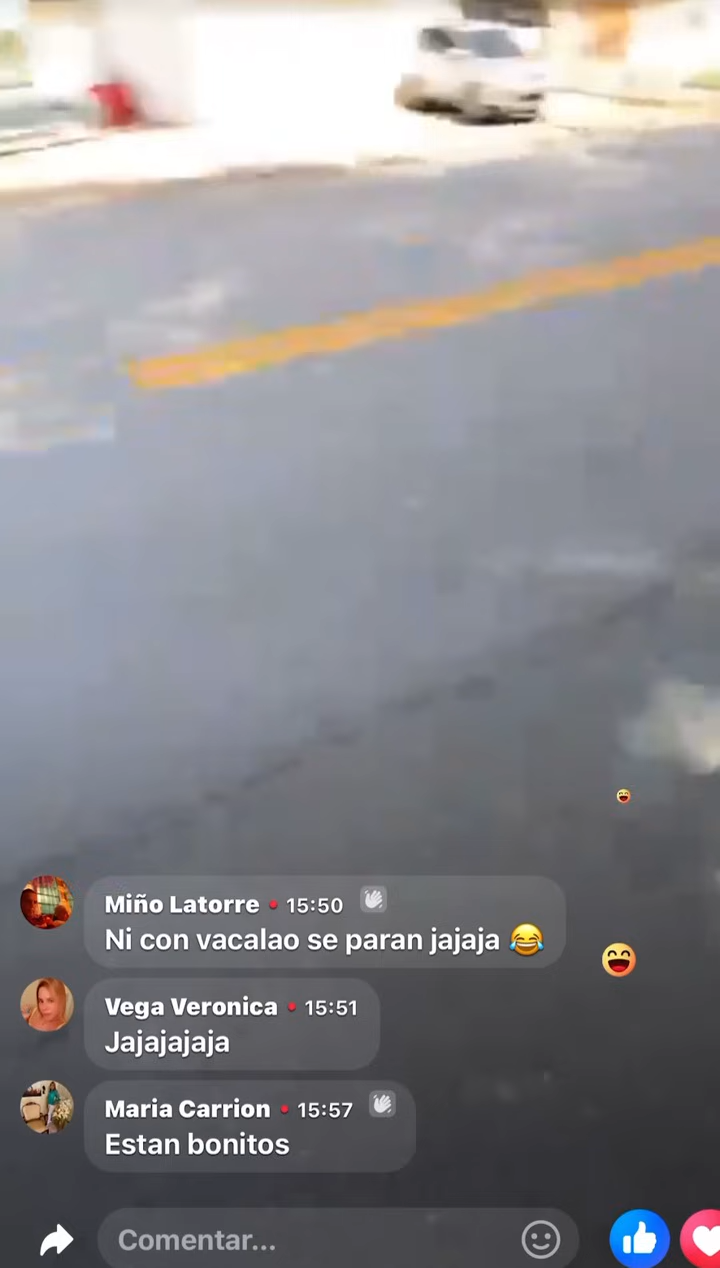 Miño Latorre • 15:50
Ni con vacalao se paran jajaja 😂
Vega Veronica • 15:51
Jajajajaja
Maria Carrion • 15:57
Estan bonitos
Comentar...